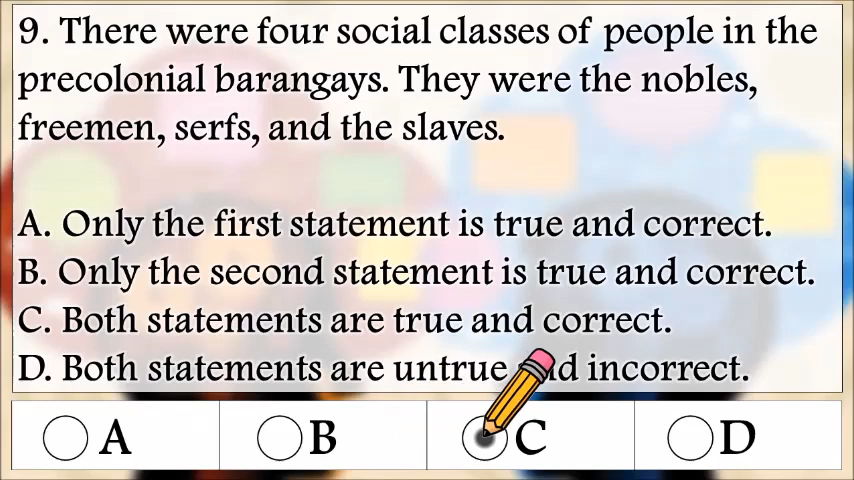 9. There were four social classes of people in the
precolonial barangays. They were the nobles,
freemen, serfs, and the slaves.
A. Only the first statement is true and correct.
B. Only the second statement is true and correct.
C. Both statements are true and correct.
D. Both statements are untrue and incorrect.
A B C D